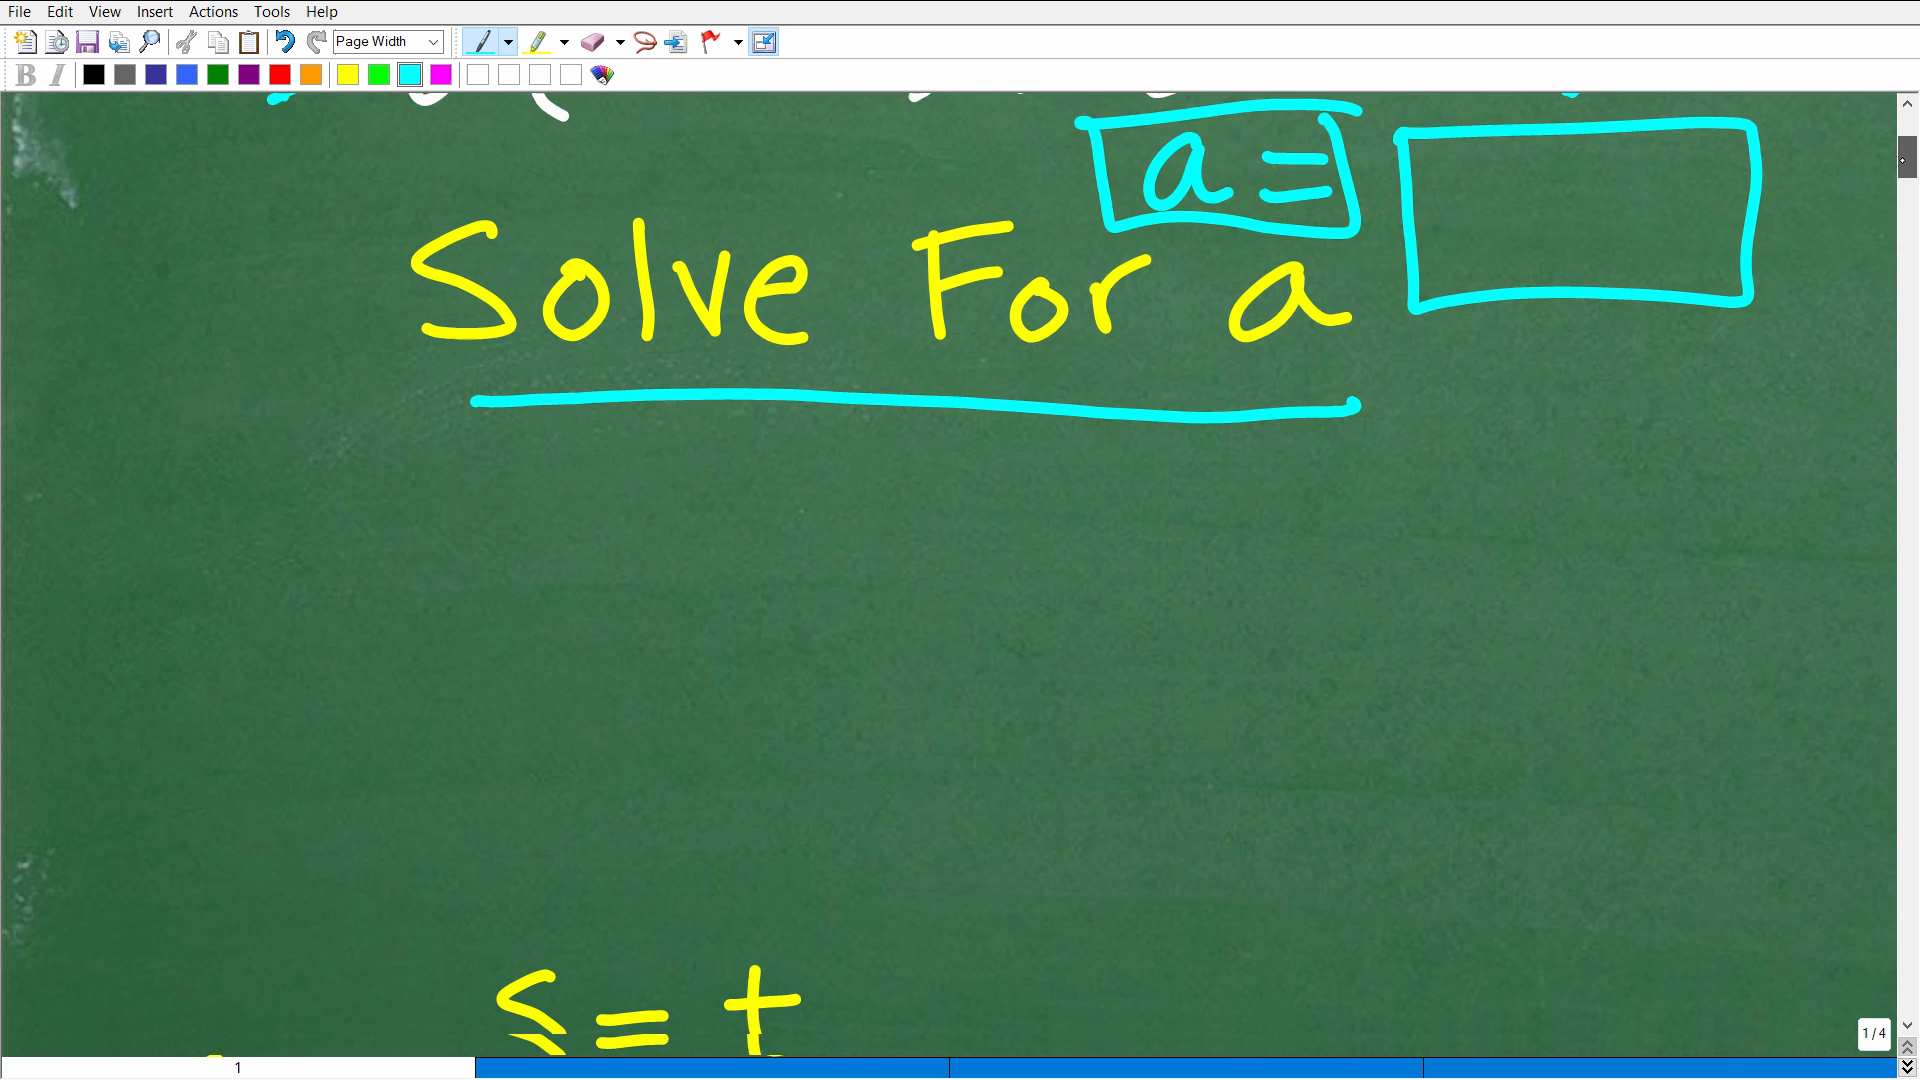 File Edit View Insert Actions Tools Help
Page Width
B I
a =
Solve For a
s = t
1 / 4
1